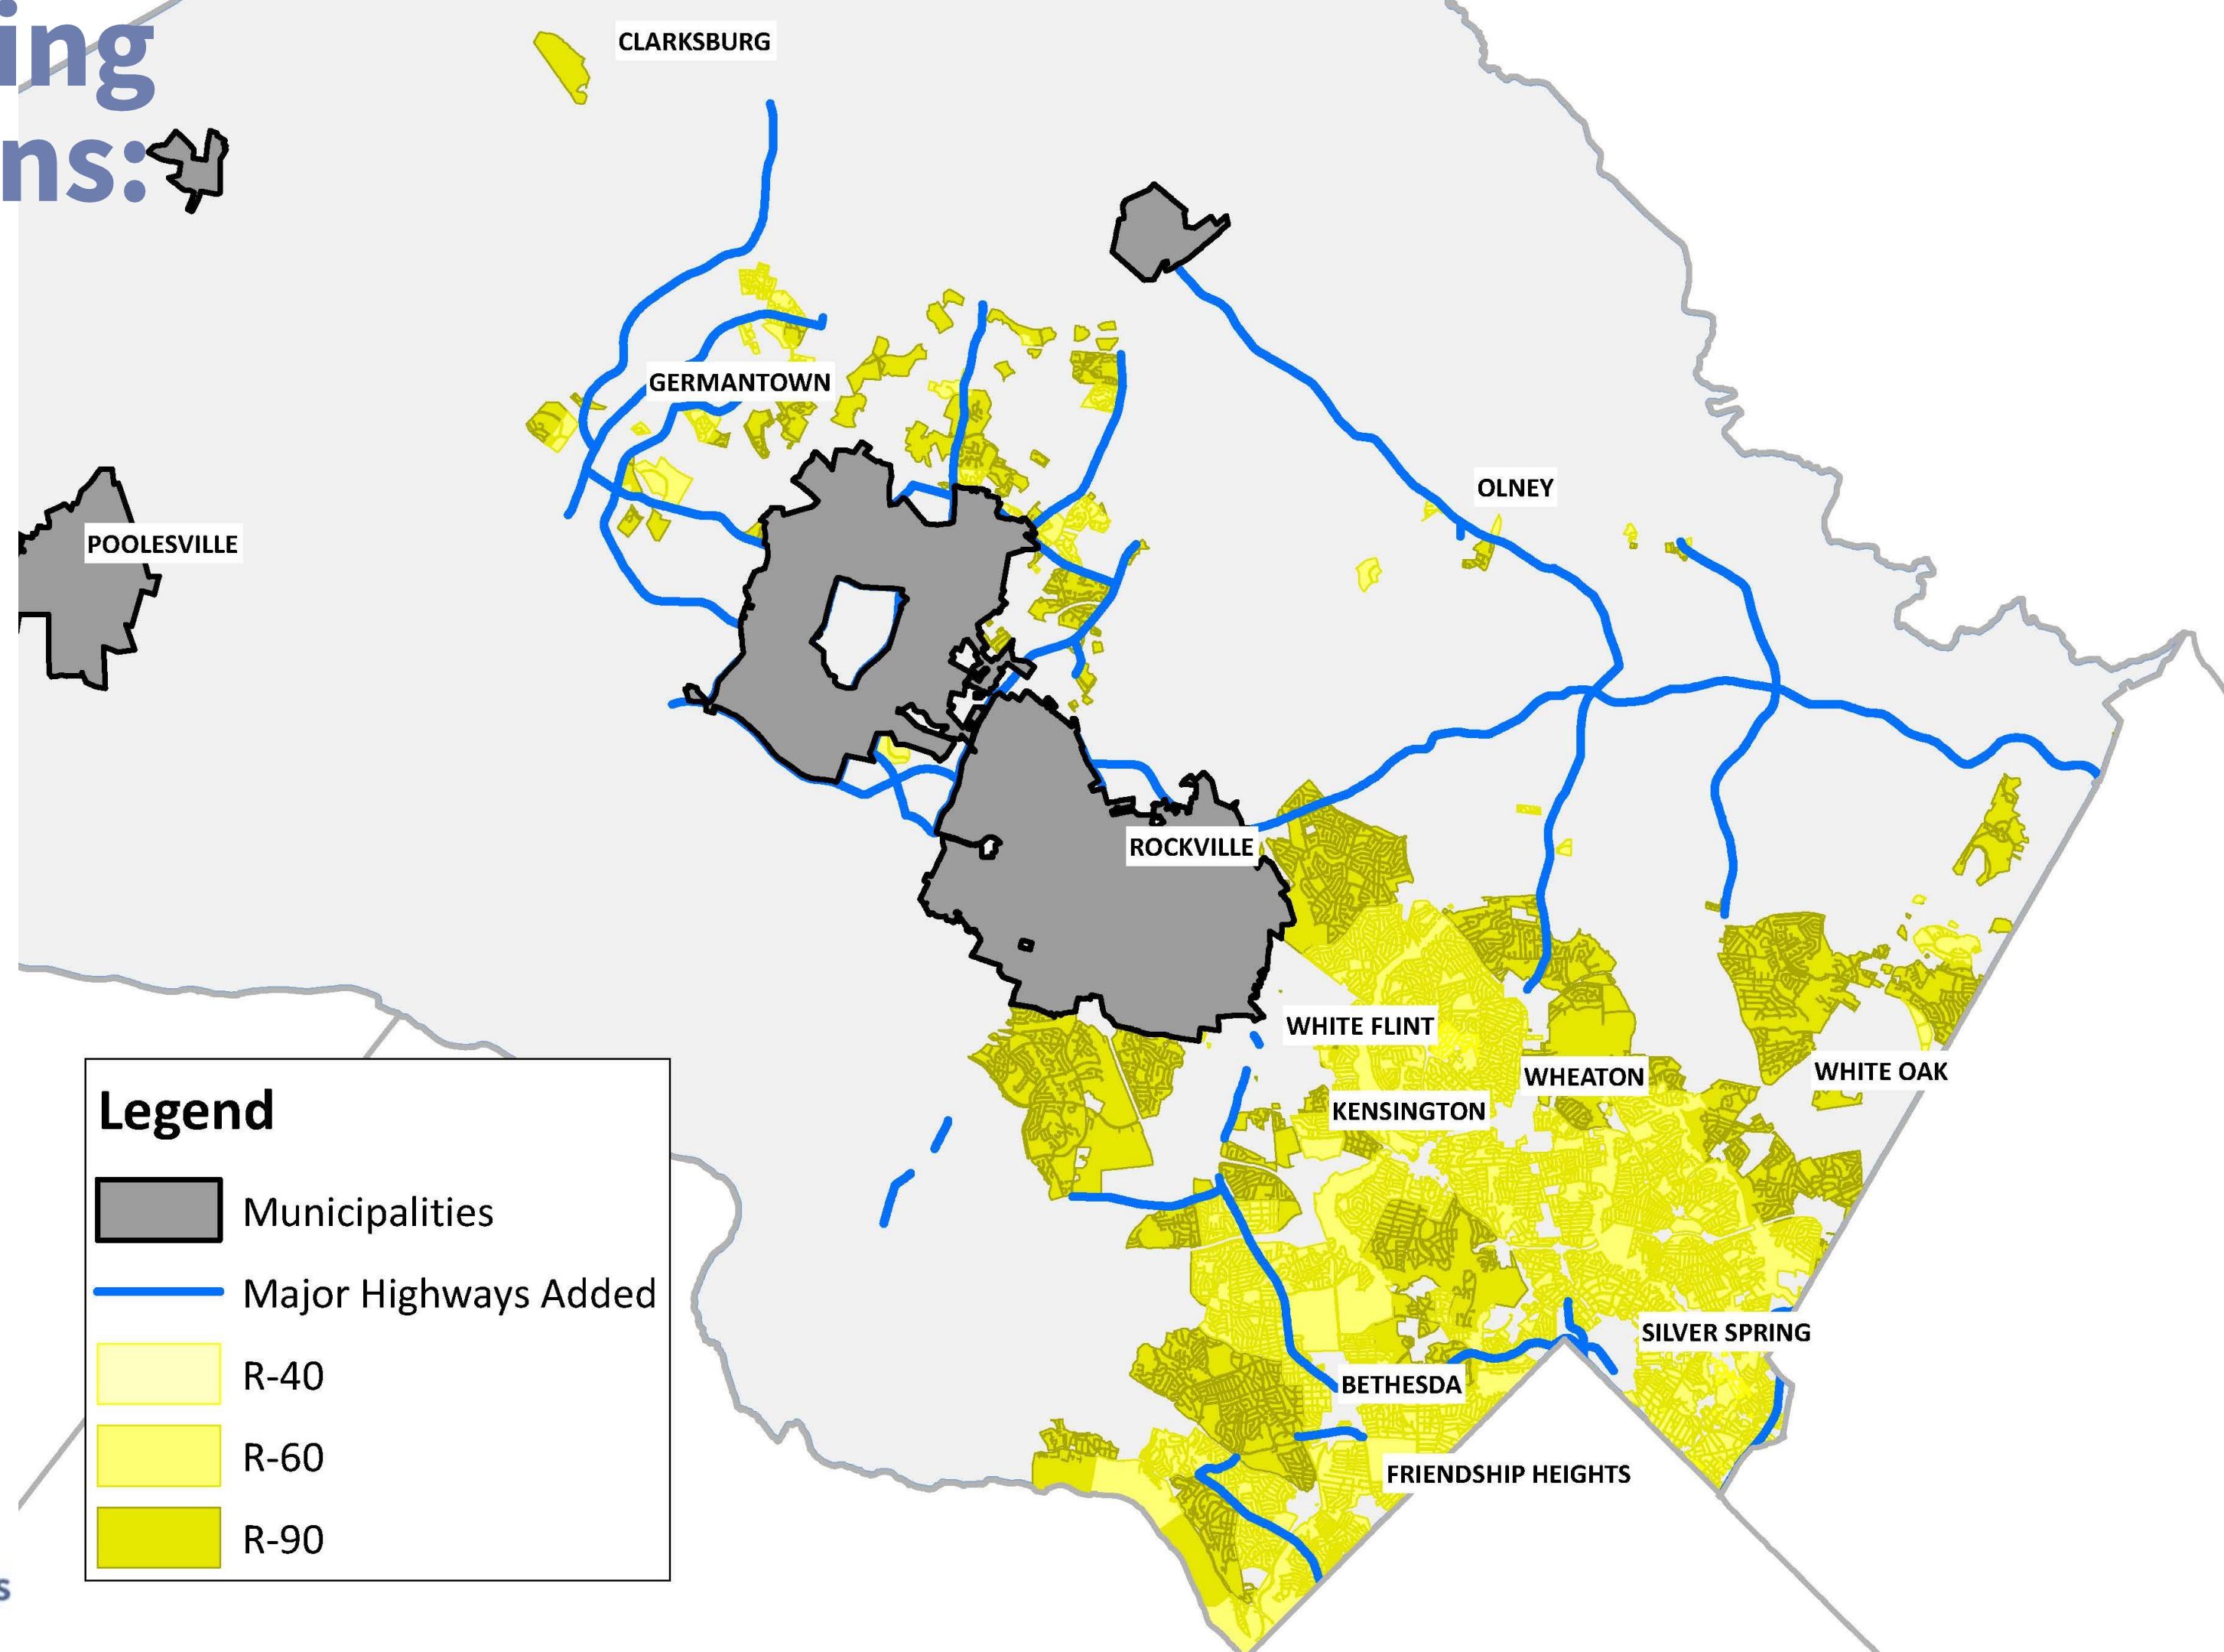 ing
ns:
CLARKSBURG
GERMANTOWN
OLNEY
POOLESVILLE
ROCKVILLE
WHITE FLINT
WHEATON
WHITE OAK
KENSINGTON
SILVER SPRING
BETHESDA
FRIENDSHIP HEIGHTS
Legend
Municipalities
Major Highways Added
R-40
R-60
R-90
s